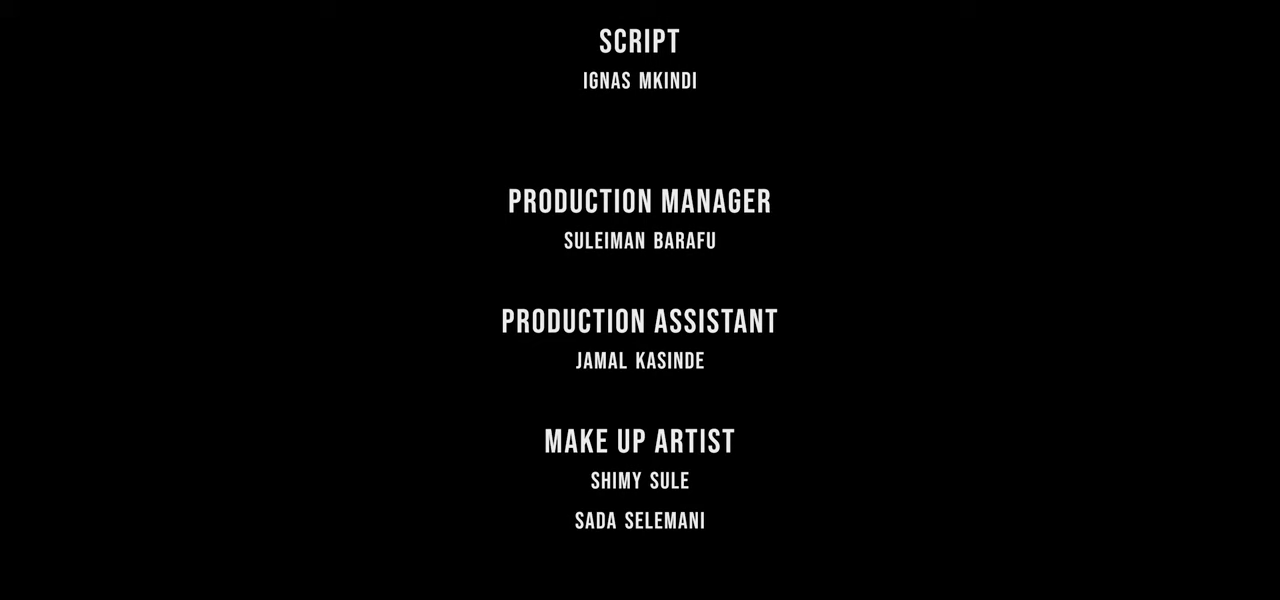 SCRIPT
IGNAS MKINDI
PRODUCTION MANAGER
SULEIMAN BARAFU
PRODUCTION ASSISTANT
JAMAL KASINDE
MAKE UP ARTIST
SHIMY SULE
SADA SELEMANI